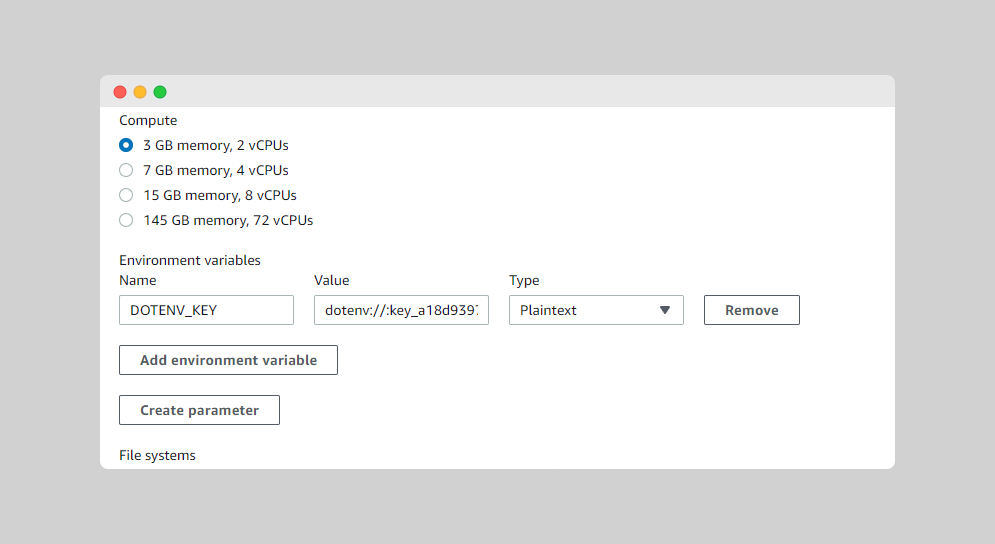 Compute
3 GB memory, 2 vCPUs
7 GB memory, 4 vCPUs
15 GB memory, 8 vCPUs
145 GB memory, 72 vCPUs
Environment variables
Name Value Type
DOTENV_KEY dotenv://:key_a18d939 Plaintext Remove
Add environment variable
Create parameter
File systems